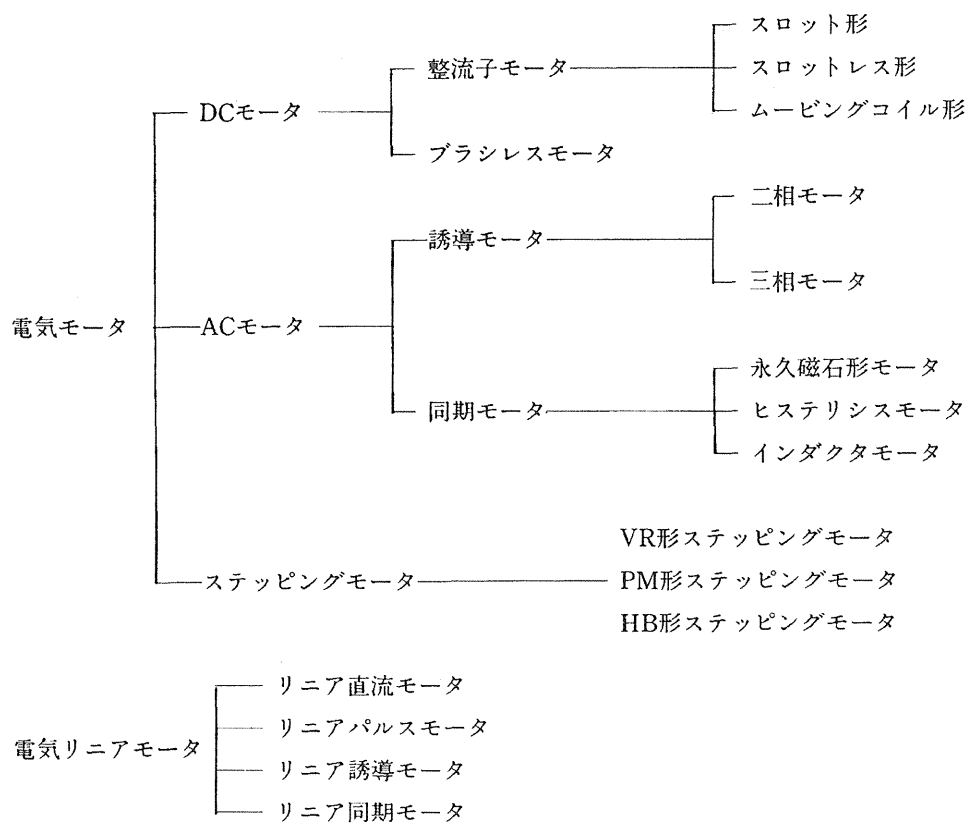 スロット形
整流子モータ
スロットレス形
DCモータ
ムービングコイル形
ブラシレスモータ
二相モータ
誘導モータ
三相モータ
電気モータ
ACモータ
永久磁石形モータ
同期モータ
ヒステリシスモータ
インダクタモータ
VR形ステッピングモータ
ステッピングモータ
PM形ステッピングモータ
HB形ステッピングモータ
リニア直流モータ
リニアパルスモータ
電気リニアモータ
リニア誘導モータ
リニア同期モータ